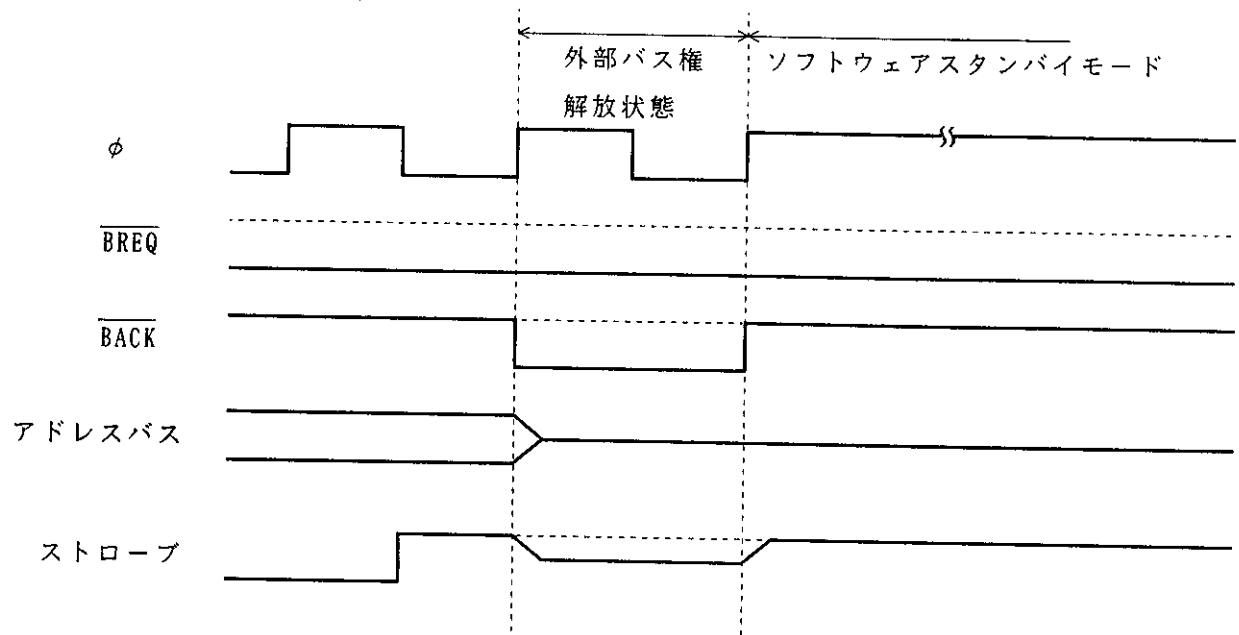 外部バス権
解放状態
ソフトウェアスタンバイモード
φ
BREQ
BACK
アドレスバス
ストローブ